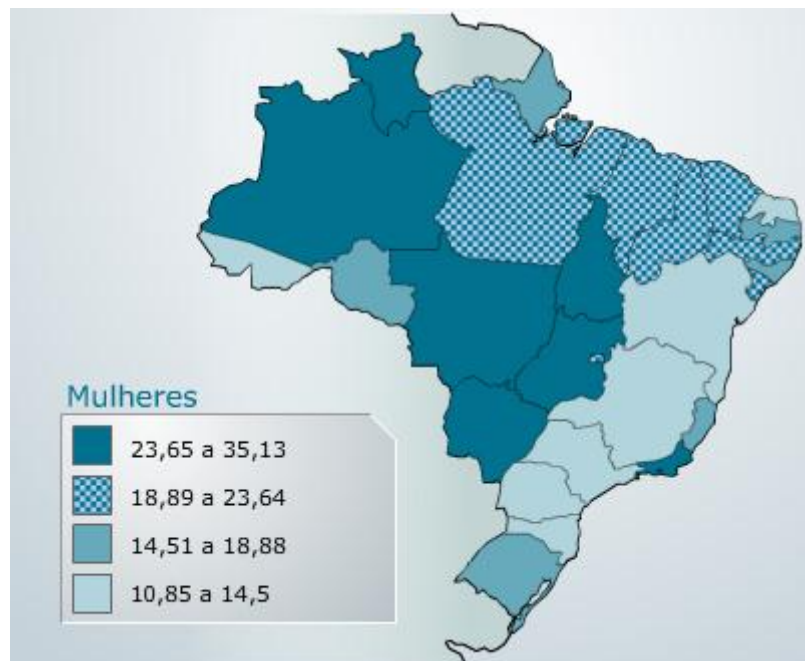 Mulheres
23,65 a 35,13
18,89 a 23,64
14,51 a 18,88
10,85 a 14,5